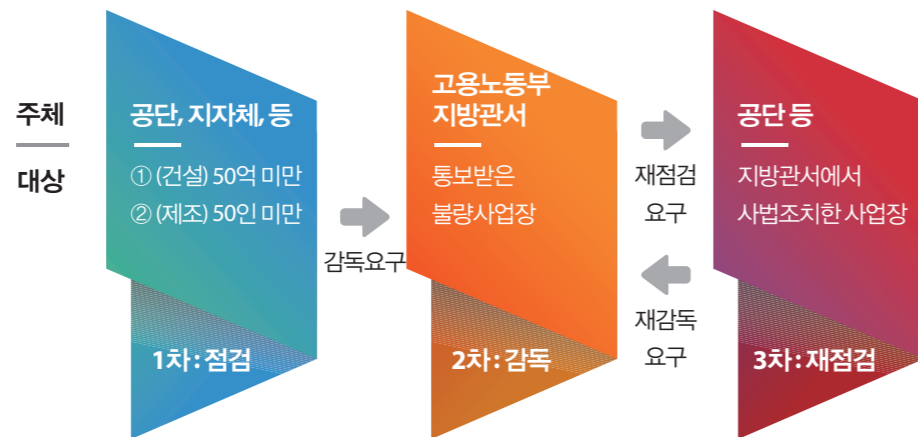 주체
대상
공단, 지자체, 등
① (건설) 50억 미만
② (제조) 50인 미만
1차 : 점검
감독요구
고용노동부
지방관서
통보받은
불량사업장
2차 : 감독
재점검
요구
재감독
요구
공단 등
지방관서에서
사법조치한 사업장
3차 : 재점검